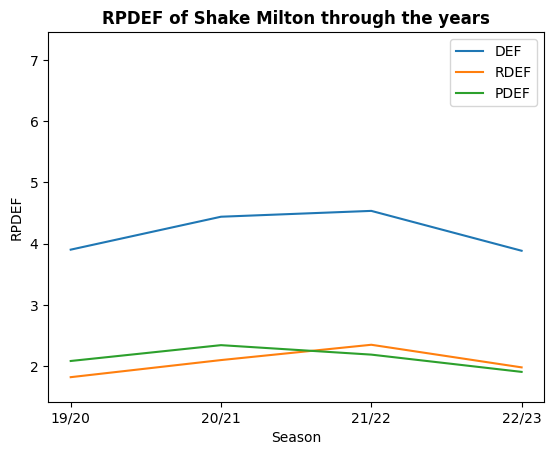 RPDEF of Shake Milton through the years
DEF
RDEF
PDEF
7
6
5
4
3
2
RPDEF
19/20 20/21 21/22 22/23
Season